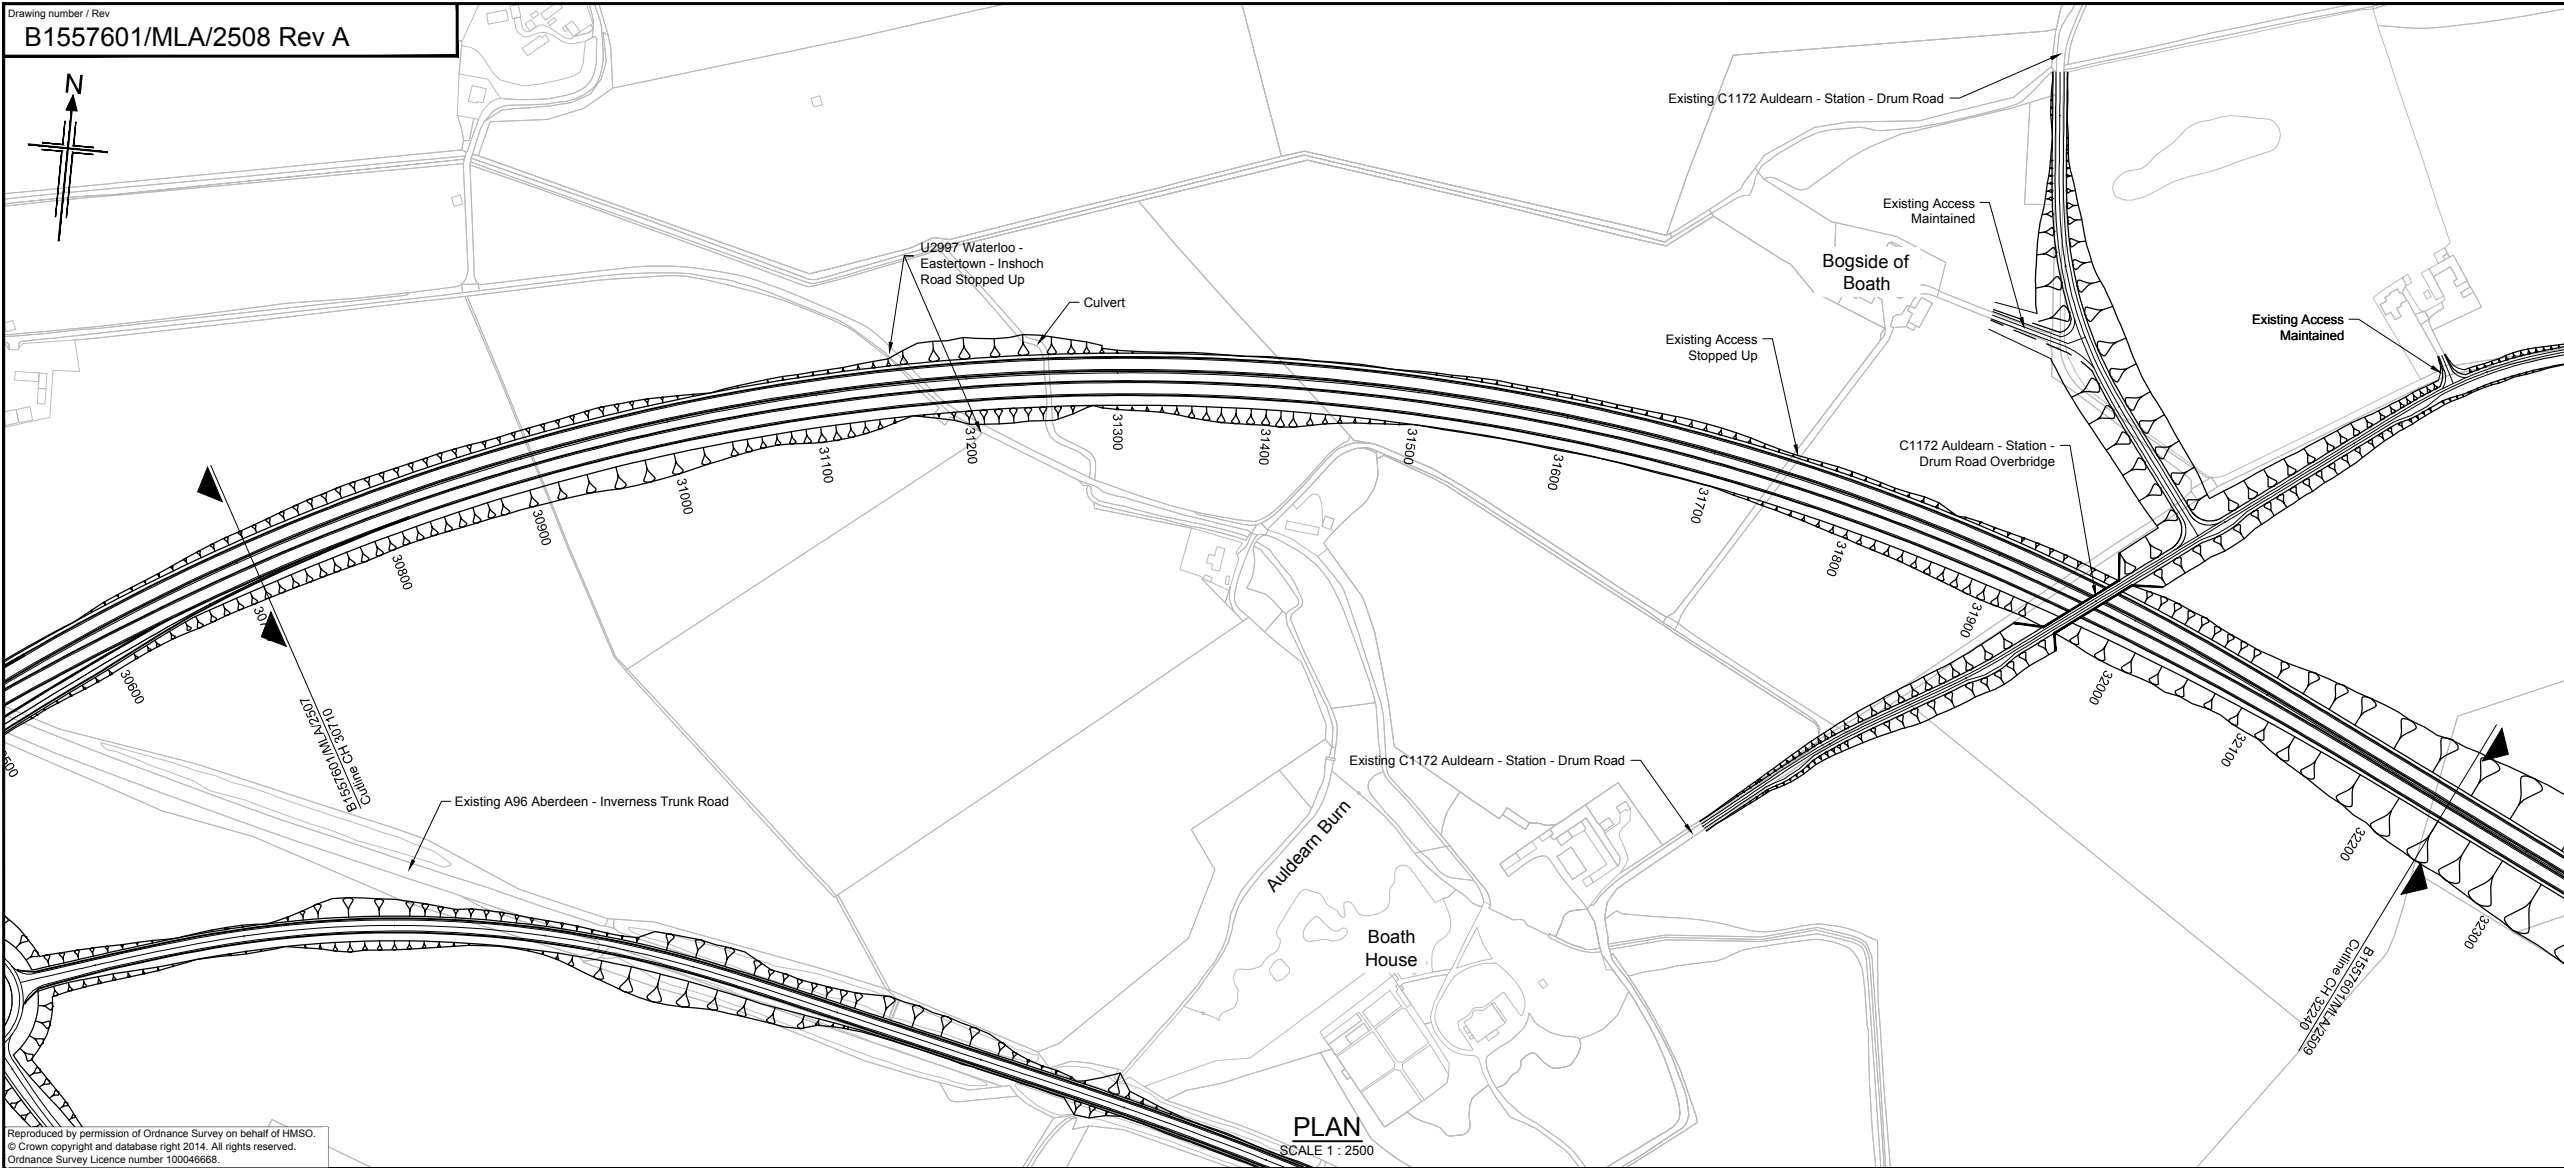 Drawing number / Rev
B1557601/MLA/2508 Rev A
N
Existing C1172 Auldearn - Station - Drum Road
Existing Access
Maintained
Bogside of
Boath
U2997 Waterloo -
Eastertown - Inshoch
Road Stopped Up
Culvert
Existing Access
Stopped Up
Existing Access
Maintained
C1172 Auldearn - Station -
Drum Road Overbridge
30600
30800
30900
31000
31100
31200
31300
31400
31500
31600
31700
31800
31900
32000
32100
32200
32300
B1557601/MLA/2507
Cutline CH 30710
Existing A96 Aberdeen - Inverness Trunk Road
Existing C1172 Auldearn - Station - Drum Road
Auldearn Burn
Boath
House
B1557601/MLA/2509
Cutline CH 32240
PLAN
SCALE 1 : 2500
Reproduced by permission of Ordnance Survey on behalf of HMSO.
© Crown copyright and database right 2014. All rights reserved.
Ordnance Survey Licence number 100046668.